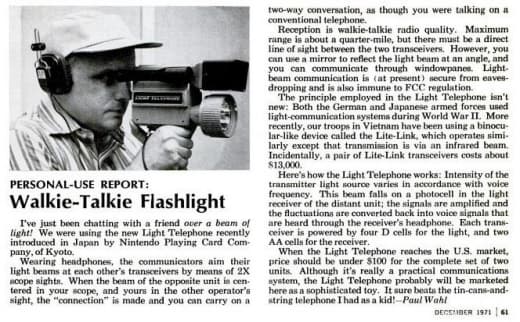 LIGHT TELEPHONE
PERSONAL-USE REPORT:
Walkie-Talkie Flashlight
I've just been chatting with a friend over a beam of
light! We were using the new Light Telephone recently
introduced in Japan by Nintendo Playing Card Com-
pany, of Kyoto.
Wearing headphones, the communicators aim their
light beams at each other's transceivers by means of 2X
scope sights. When the beam of the opposite unit is cen-
tered in your scope, and yours in the other operator's
sight, the "connection" is made and you can carry on a
two-way conversation, as though you were talking on a
conventional telephone.
Reception is walkie-talkie radio quality. Maximum
range is about a quarter-mile, but there must be a direct
line of sight between the two transceivers. However, you
can use a mirror to reflect the light beam at an angle, and
you can communicate through windowpanes. Light-
beam communication is (at present) secure from eaves-
dropping and is also immune to FCC regulation.
The principle employed in the Light Telephone isn't
new: Both the German and Japanese armed forces used
light-communication systems during World War II. More
recently, our troops in Vietnam have been using a binocu-
lar-like device called the Lite-Link, which operates simi-
larly except that transmission is via an infrared beam.
Incidentally, a pair of Lite-Link transceivers costs about
$13,000.
Here's how the Light Telephone works: Intensity of the
transmitter light source varies in accordance with voice
frequency. This beam falls on a photocell in the light
receiver of the distant unit; the signals are amplified and
the fluctuations are converted back into voice signals that
are heard through the receiver's headphone. Each trans-
ceiver is powered by four D cells for the light, and two
AA cells for the receiver.
When the Light Telephone reaches the U.S. market,
price should be under $100 for the complete set of two
units. Although it's really a practical communications
system, the Light Telephone probably will be marketed
here as a sophisticated toy. It sure beats the tin-cans-and-
string telephone I had as a kid!—Paul Wahl
DECEMBER 1971 | 61